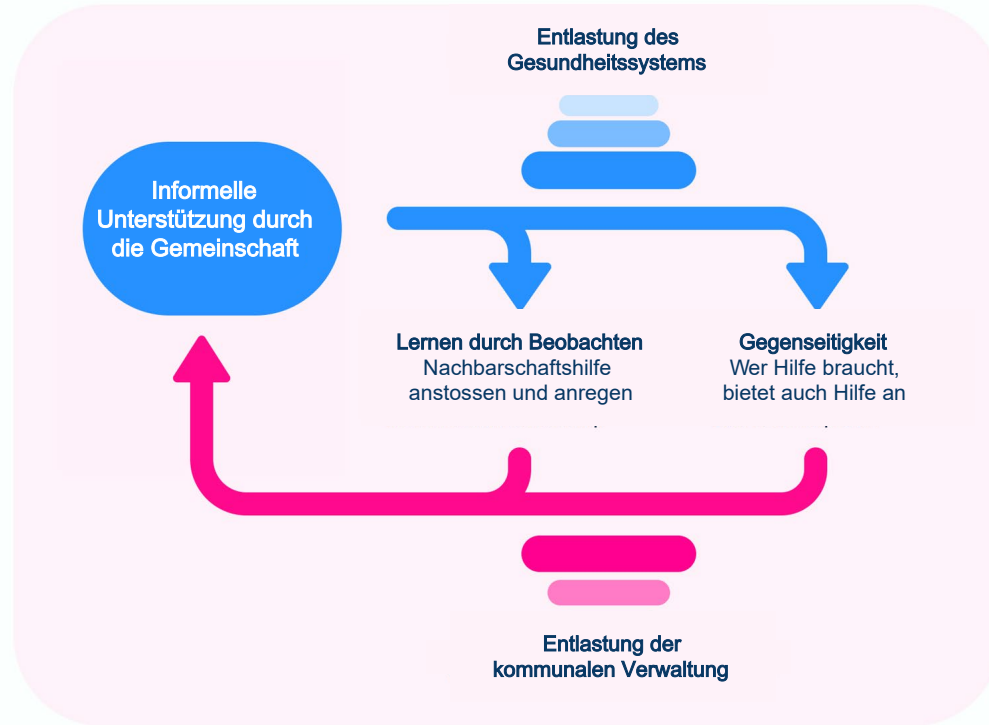 Entlastung des
Gesundheitssystems
Informelle
Unterstützung durch
die Gemeinschaft
Lernen durch Beobachten
Nachbarschaftshilfe
anstossen und anregen
Gegenseitigkeit
Wer Hilfe braucht,
bietet auch Hilfe an
Entlastung der
kommunalen Verwaltung